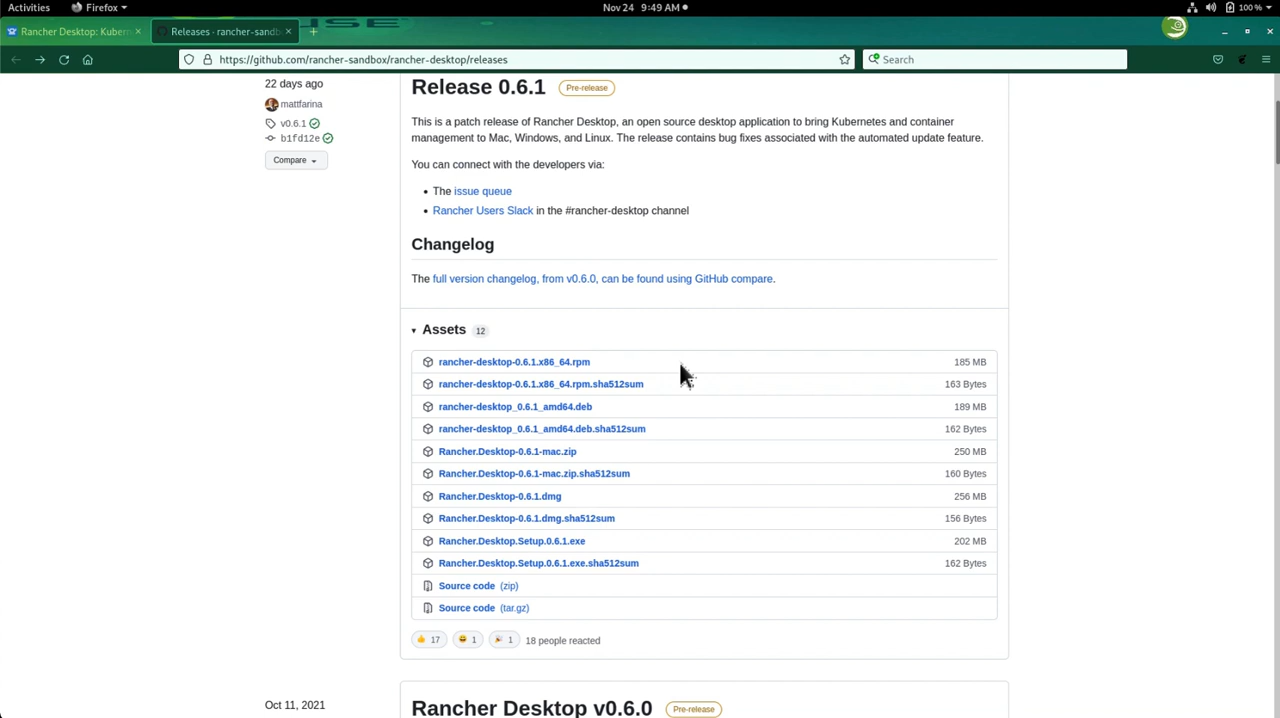 Activities
Firefox
Nov 24 9:49 AM
100 %
Rancher Desktop: Kubern
Releases · rancher-sandb
https://github.com/rancher-sandbox/rancher-desktop/releases
Search
22 days ago
mattfarina
v0.6.1
b1fd12e
Compare
Release 0.6.1 Pre-release
This is a patch release of Rancher Desktop, an open source desktop application to bring Kubernetes and container
management to Mac, Windows, and Linux. The release contains bug fixes associated with the automated update feature.
You can connect with the developers via:
• The issue queue
• Rancher Users Slack in the #rancher-desktop channel
Changelog
The full version changelog, from v0.6.0, can be found using GitHub compare.
Assets 12
rancher-desktop-0.6.1.x86_64.rpm 185 MB
rancher-desktop-0.6.1.x86_64.rpm.sha512sum 163 Bytes
rancher-desktop_0.6.1_amd64.deb 189 MB
rancher-desktop_0.6.1_amd64.deb.sha512sum 162 Bytes
Rancher.Desktop-0.6.1-mac.zip 250 MB
Rancher.Desktop-0.6.1-mac.zip.sha512sum 160 Bytes
Rancher.Desktop-0.6.1.dmg 256 MB
Rancher.Desktop-0.6.1.dmg.sha512sum 156 Bytes
Rancher.Desktop.Setup.0.6.1.exe 202 MB
Rancher.Desktop.Setup.0.6.1.exe.sha512sum 162 Bytes
Source code (zip)
Source code (tar.gz)
17 1 1 18 people reacted
Oct 11, 2021
Rancher Desktop v0.6.0 Pre-release